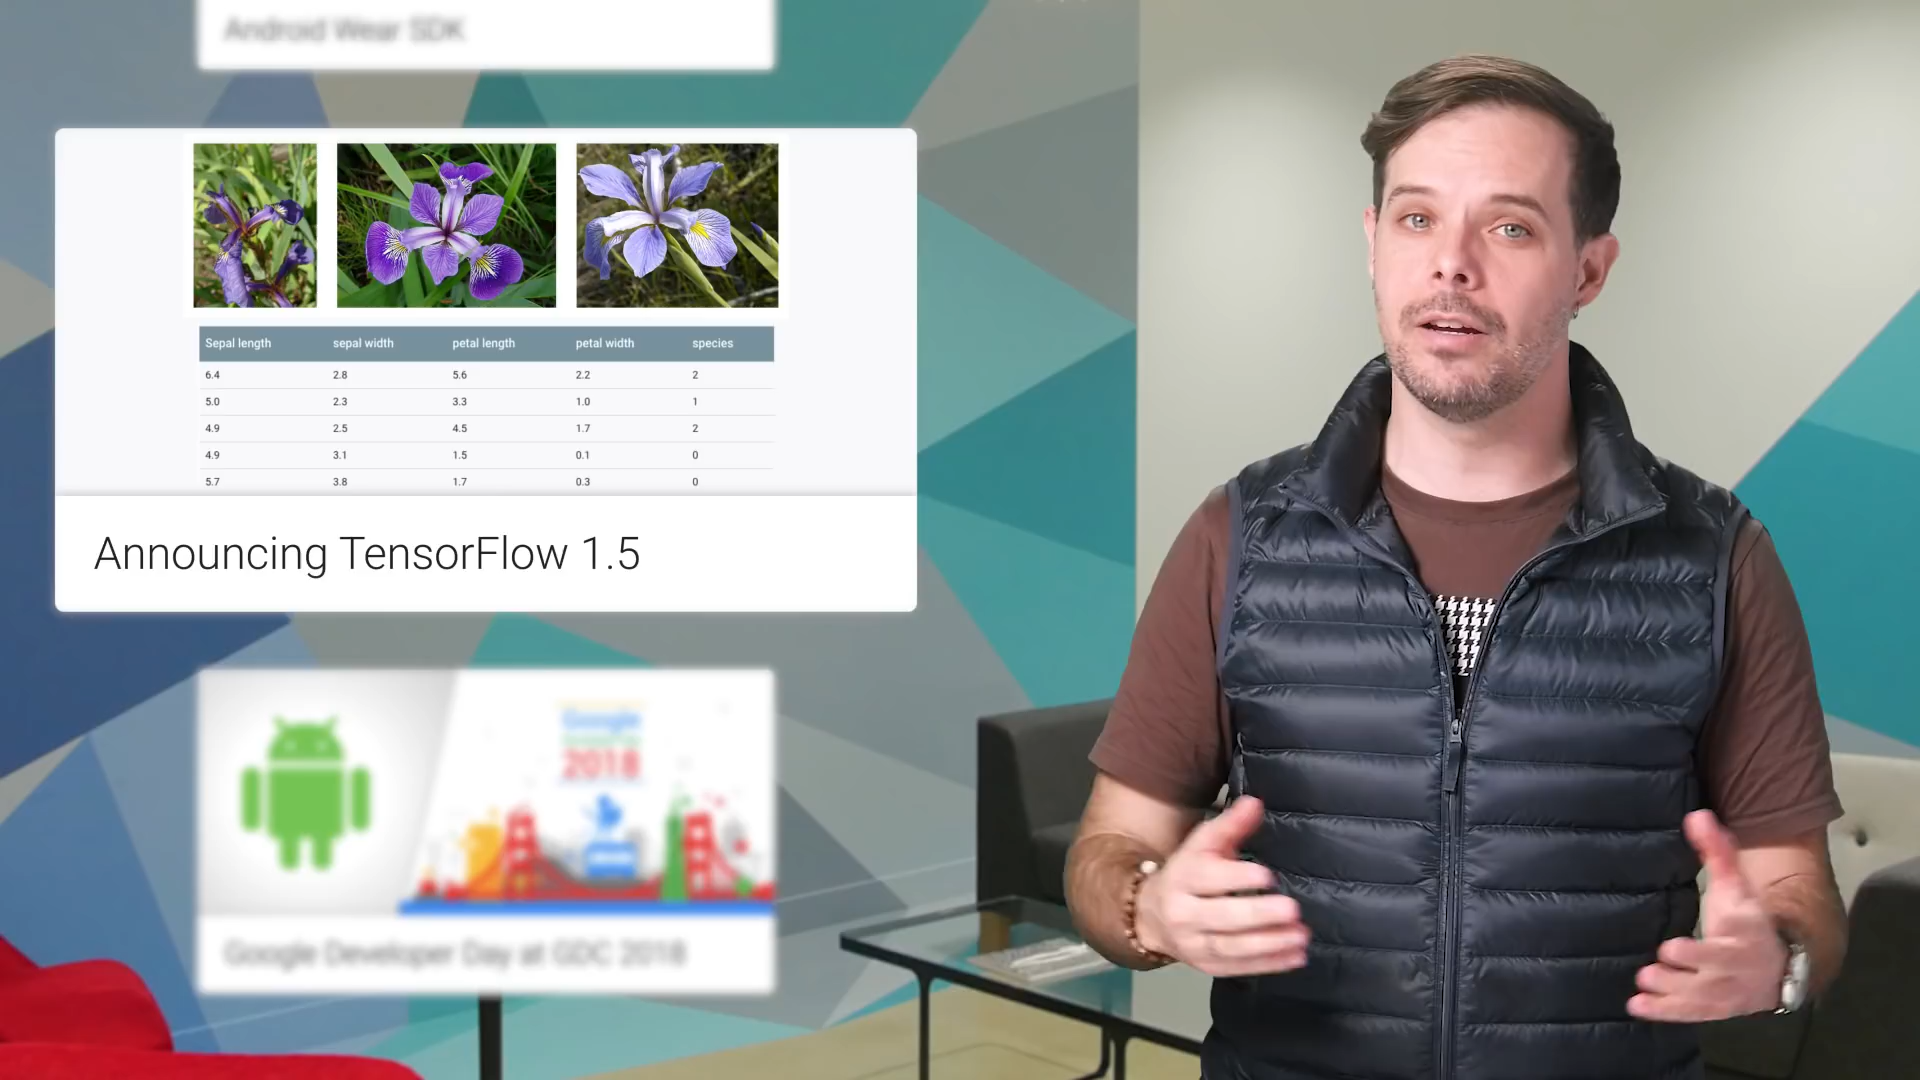 Android Wear SDK
Sepal length sepal width petal length petal width species
6.4 2.8 5.6 2.2 2
5.0 2.3 3.3 1.0 1
4.9 2.5 4.5 1.7 2
4.9 3.1 1.5 0.1 0
5.7 3.8 1.7 0.3 0
Announcing TensorFlow 1.5
Google
2018
Google Developer Day at GDC 2018